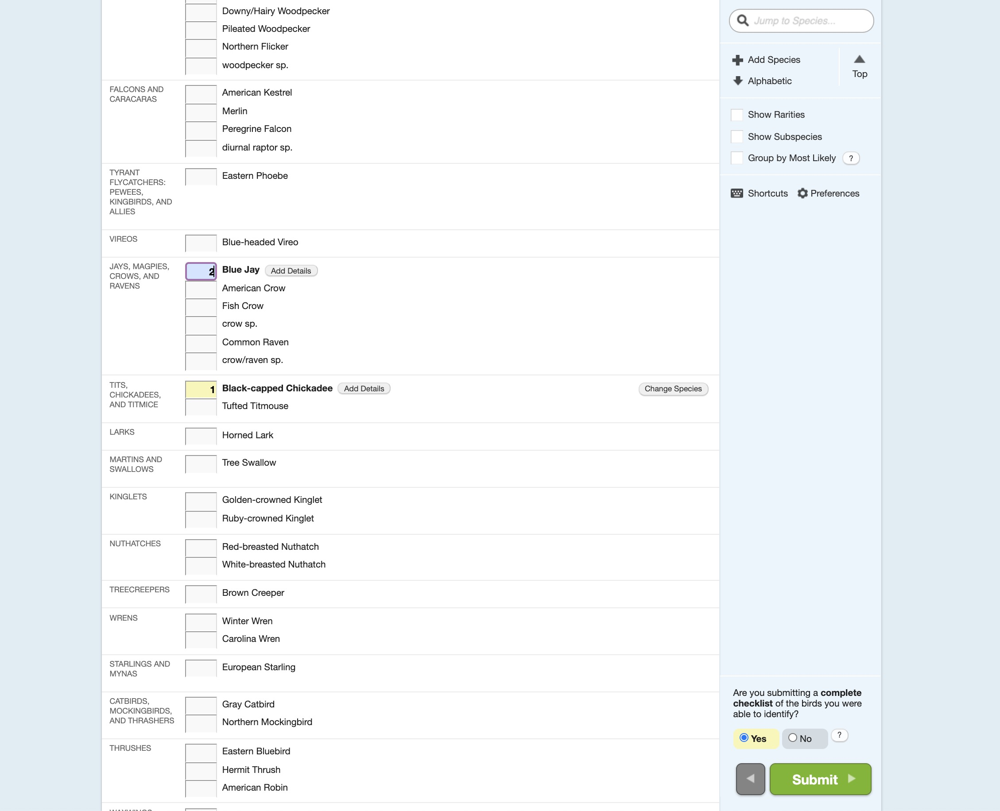 Downy/Hairy Woodpecker
Pileated Woodpecker
Northern Flicker
woodpecker sp.
FALCONS AND
CARACARAS
American Kestrel
Merlin
Peregrine Falcon
diurnal raptor sp.
TYRANT
FLYCATCHERS:
PEWEES,
KINGBIRDS, AND
ALLIES
Eastern Phoebe
VIREOS
Blue-headed Vireo
JAYS, MAGPIES,
CROWS, AND
RAVENS
2 Blue Jay Add Details
American Crow
Fish Crow
crow sp.
Common Raven
crow/raven sp.
TITS,
CHICKADEES,
AND TITMICE
1 Black-capped Chickadee Add Details Change Species
Tufted Titmouse
LARKS
Horned Lark
MARTINS AND
SWALLOWS
Tree Swallow
KINGLETS
Golden-crowned Kinglet
Ruby-crowned Kinglet
NUTHATCHES
Red-breasted Nuthatch
White-breasted Nuthatch
TREECREEPERS
Brown Creeper
WRENS
Winter Wren
Carolina Wren
STARLINGS AND
MYNAS
European Starling
CATBIRDS,
MOCKINGBIRDS,
AND THRASHERS
Gray Catbird
Northern Mockingbird
THRUSHES
Eastern Bluebird
Hermit Thrush
American Robin
WAXWINGS
Jump to Species...
Add Species
Alphabetic
Top
Show Rarities
Show Subspecies
Group by Most Likely ?
Shortcuts Preferences
Are you submitting a complete
checklist of the birds you were
able to identify?
Yes No ?
Submit